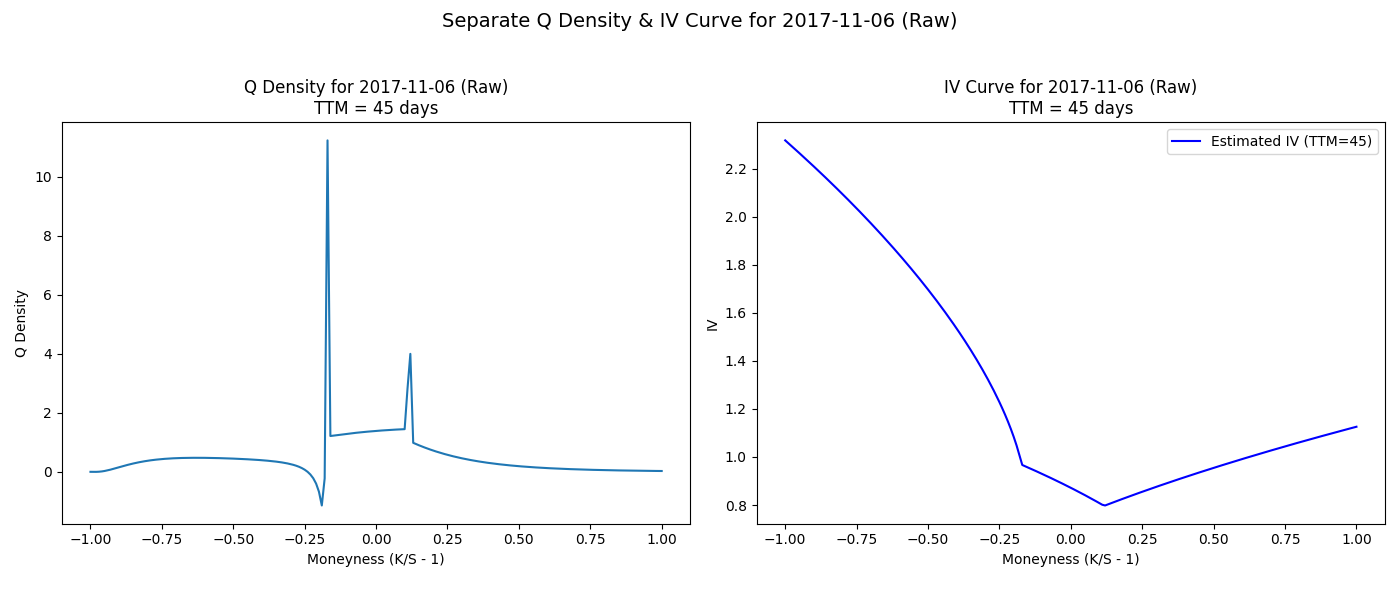 Separate Q Density & IV Curve for 2017-11-06 (Raw)
Q Density for 2017-11-06 (Raw)
TTM = 45 days
Q Density
10
8
6
4
2
0
−1.00 −0.75 −0.50 −0.25 0.00 0.25 0.50 0.75 1.00
Moneyness (K/S - 1)
IV Curve for 2017-11-06 (Raw)
TTM = 45 days
Estimated IV (TTM=45)
IV
2.2
2.0
1.8
1.6
1.4
1.2
1.0
0.8
−1.00 −0.75 −0.50 −0.25 0.00 0.25 0.50 0.75 1.00
Moneyness (K/S - 1)